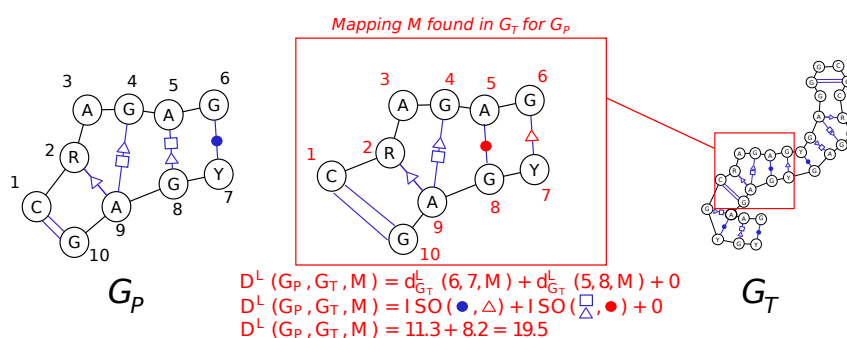 Mapping M found in G_T for G_P
3 4 5 6
A G A G
2 R
1 C
G A G Y
10 9 8 7
G_P
3 4 5 6
A G A G
2 R
1 C
G A G Y
10 9 8 7
D^L (G_P, G_T, M) = d^L_{G_T} (6,7,M) + d^L_{G_T} (5,8,M) + 0
D^L (G_P, G_T, M) = ISO(●,△) + ISO(□△,●) + 0
D^L (G_P, G_T, M) = 11.3 + 8.2 = 19.5
G_T